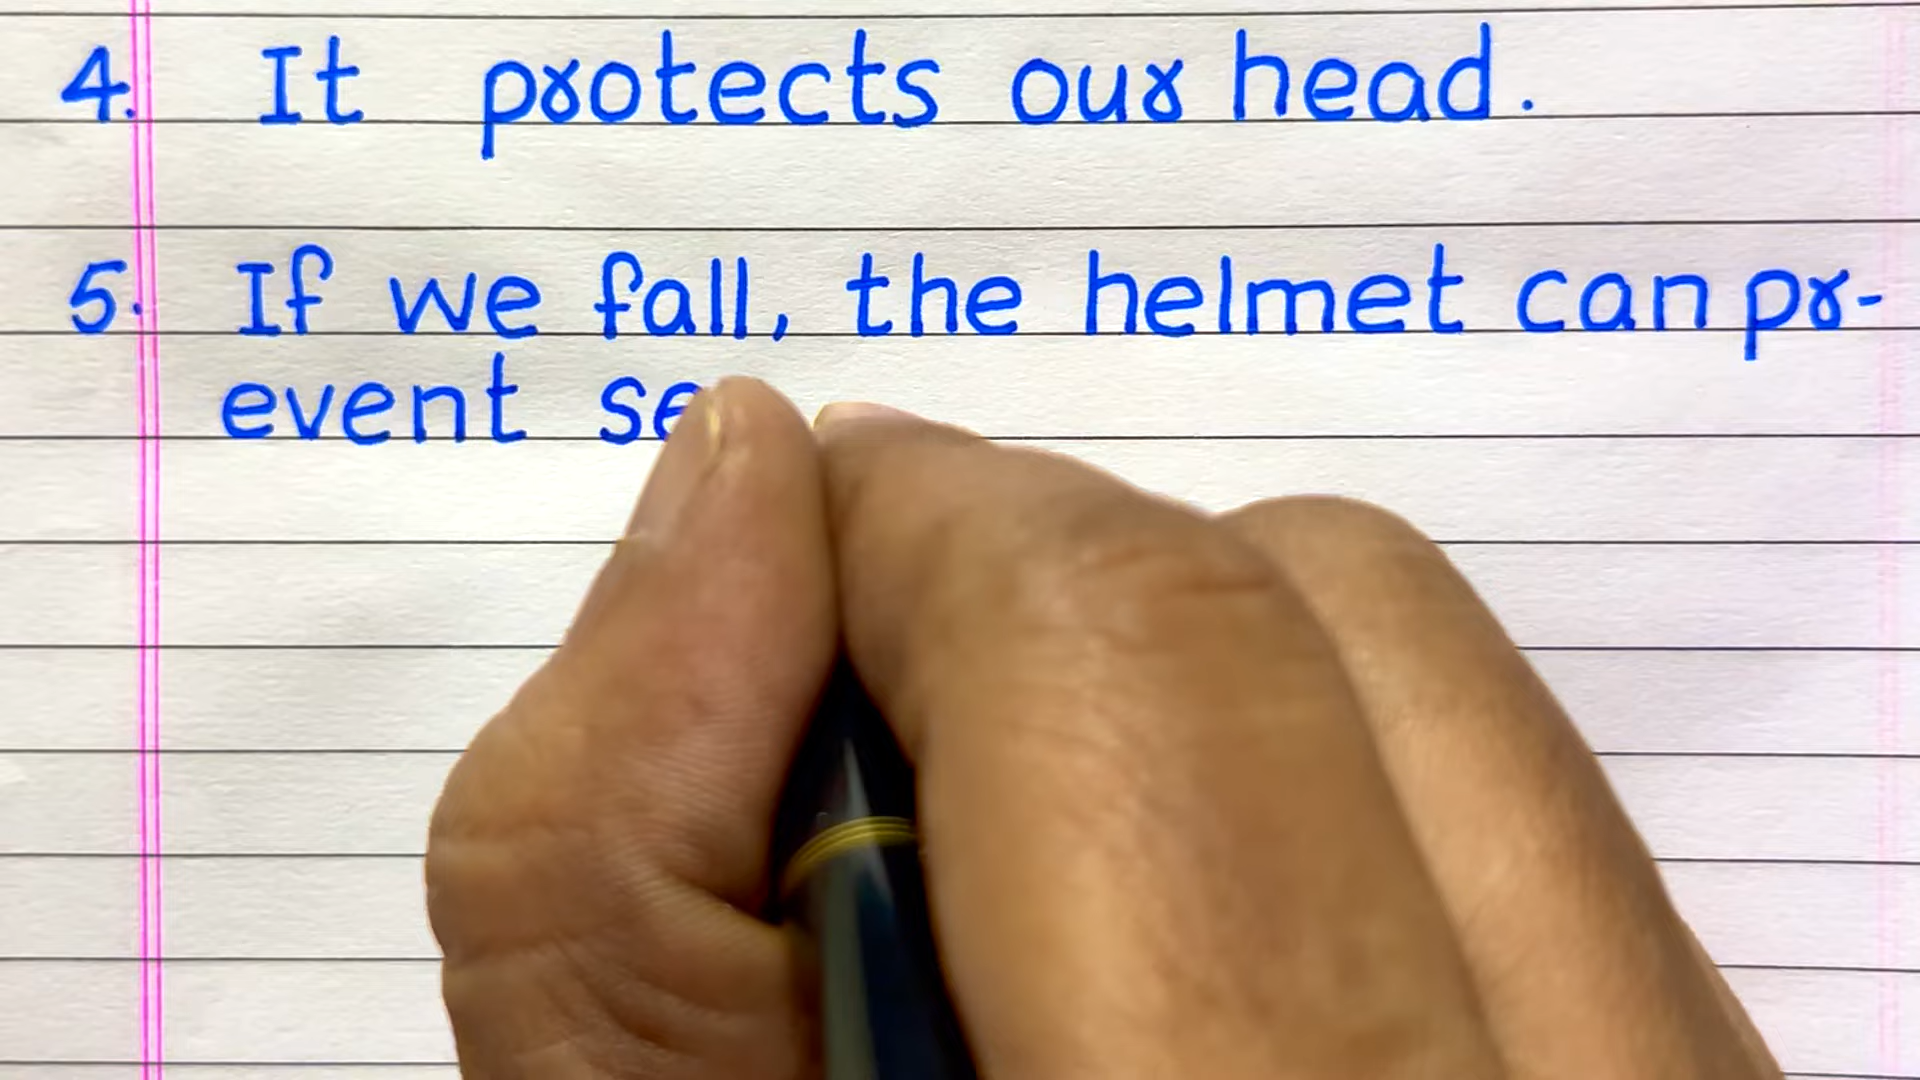 4. It protects our head.
5. If we fall, the helmet can pr-
event se